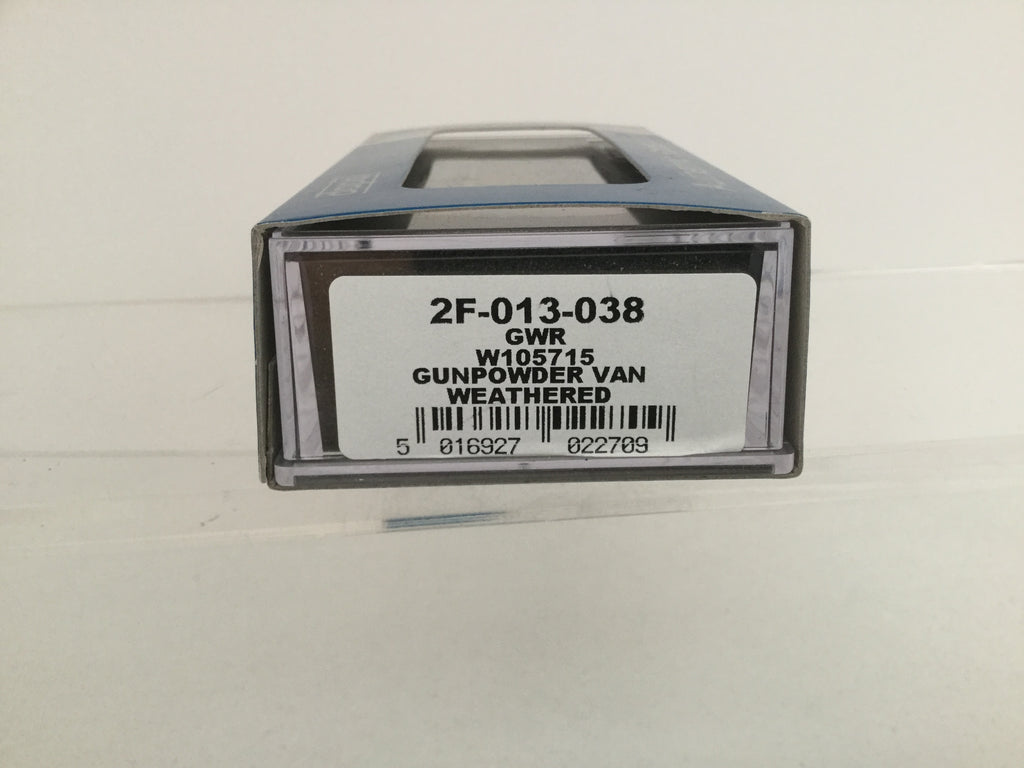 2F-013-038
GWR
W105715
GUNPOWDER VAN
WEATHERED
5 016927 022709